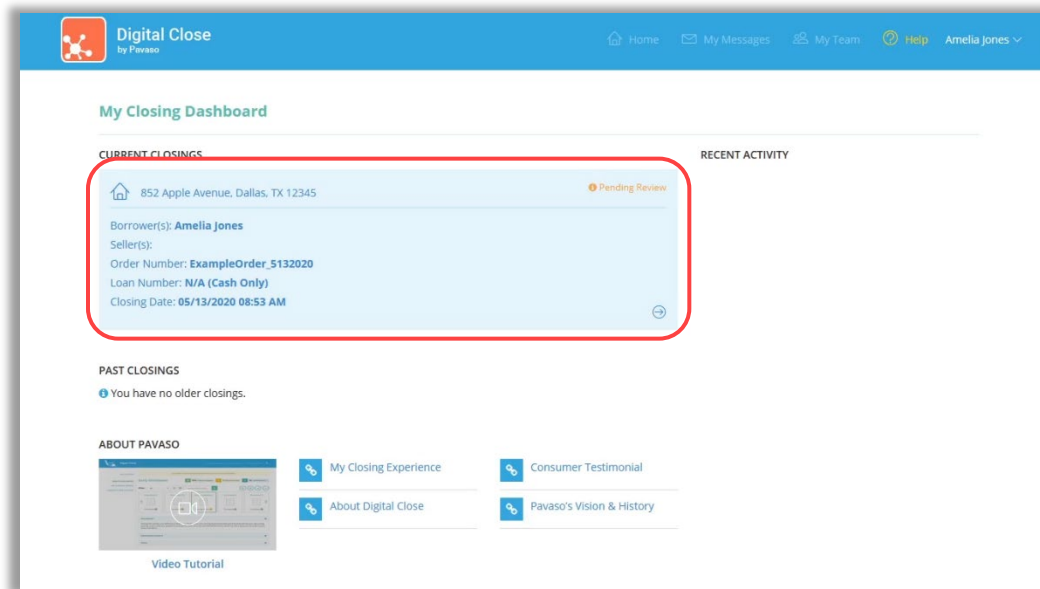 Digital Close
by Pavaso
Home
My Messages
My Team
Help
Amelia Jones
My Closing Dashboard
CURRENT CLOSINGS
852 Apple Avenue, Dallas, TX 12345
Pending Review
Borrower(s): Amelia Jones
Seller(s):
Order Number: ExampleOrder_5132020
Loan Number: N/A (Cash Only)
Closing Date: 05/13/2020 08:53 AM
RECENT ACTIVITY
PAST CLOSINGS
You have no older closings.
ABOUT PAVASO
Video Tutorial
My Closing Experience
Consumer Testimonial
About Digital Close
Pavaso's Vision & History